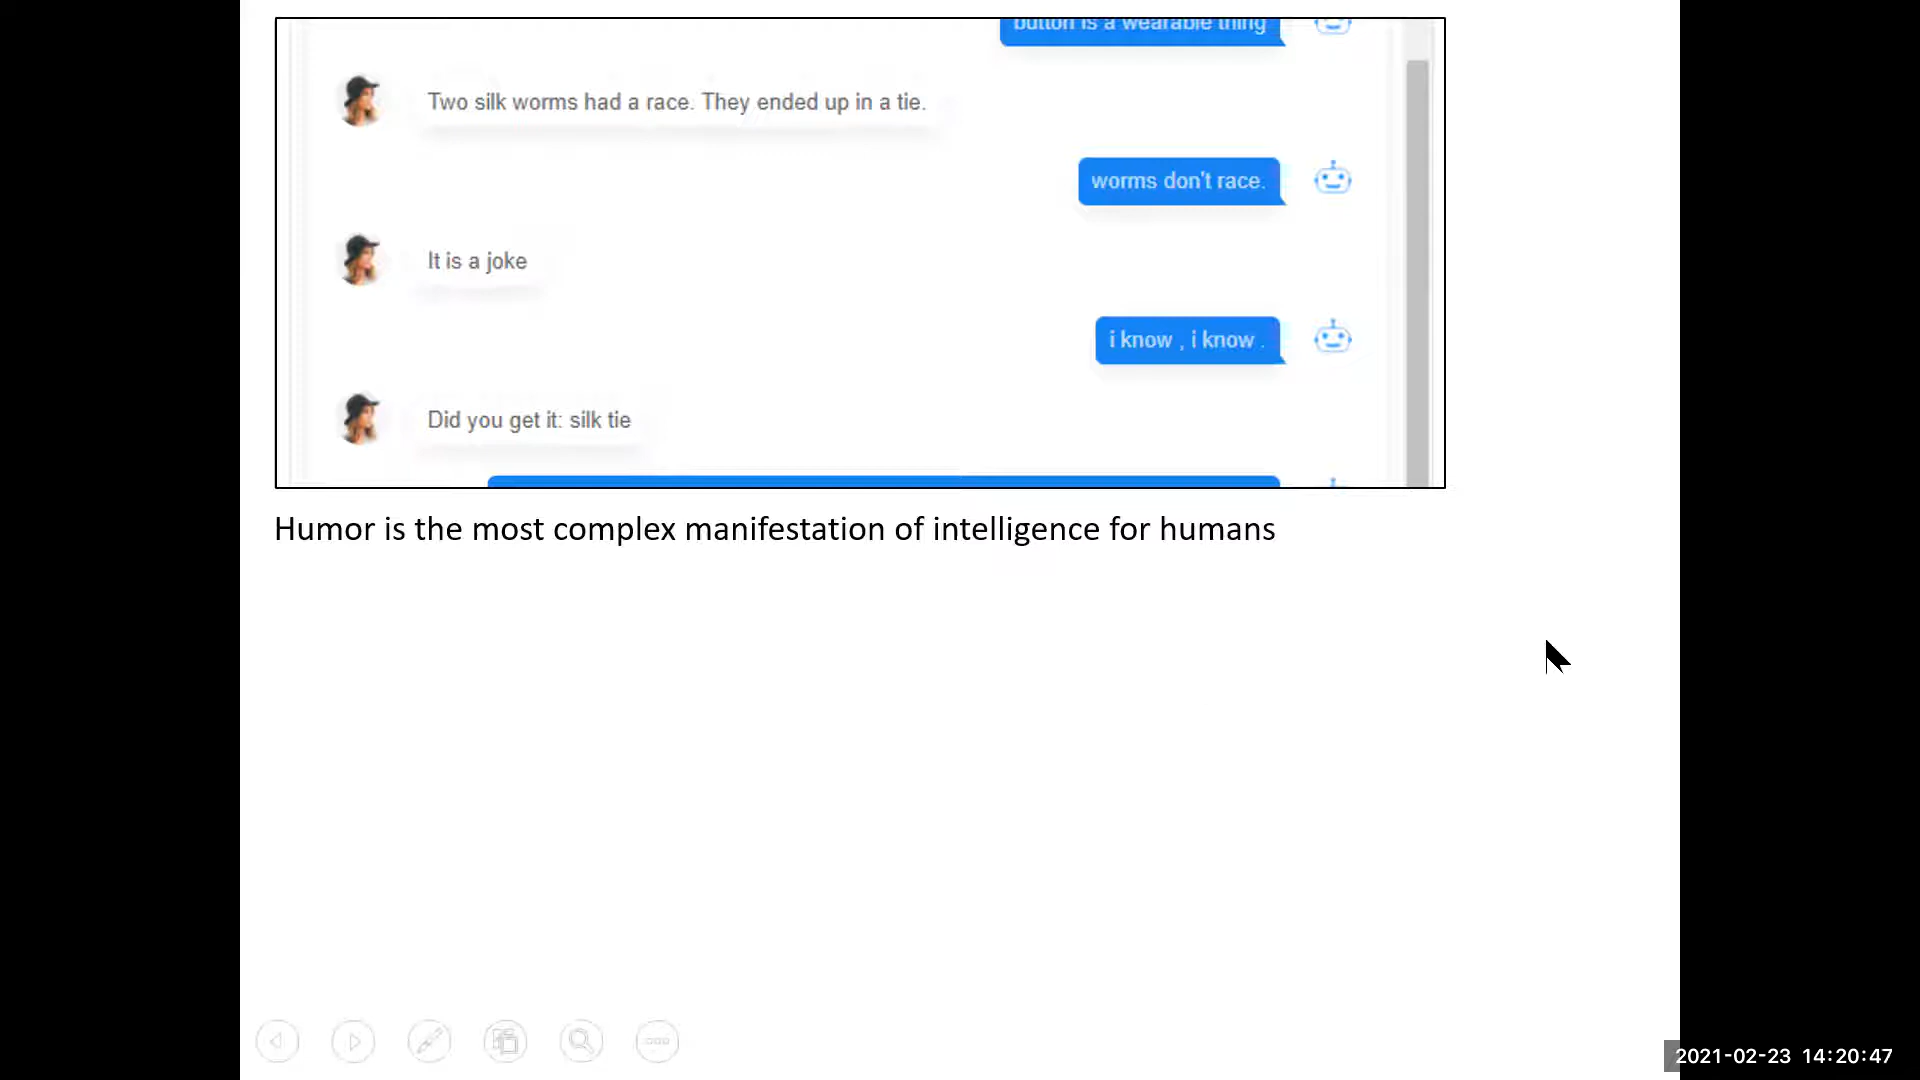 button is a wearable thing
Two silk worms had a race. They ended up in a tie.
worms don't race.
It is a joke
i know , i know .
Did you get it: silk tie
Humor is the most complex manifestation of intelligence for humans
2021-02-23 14:20:47